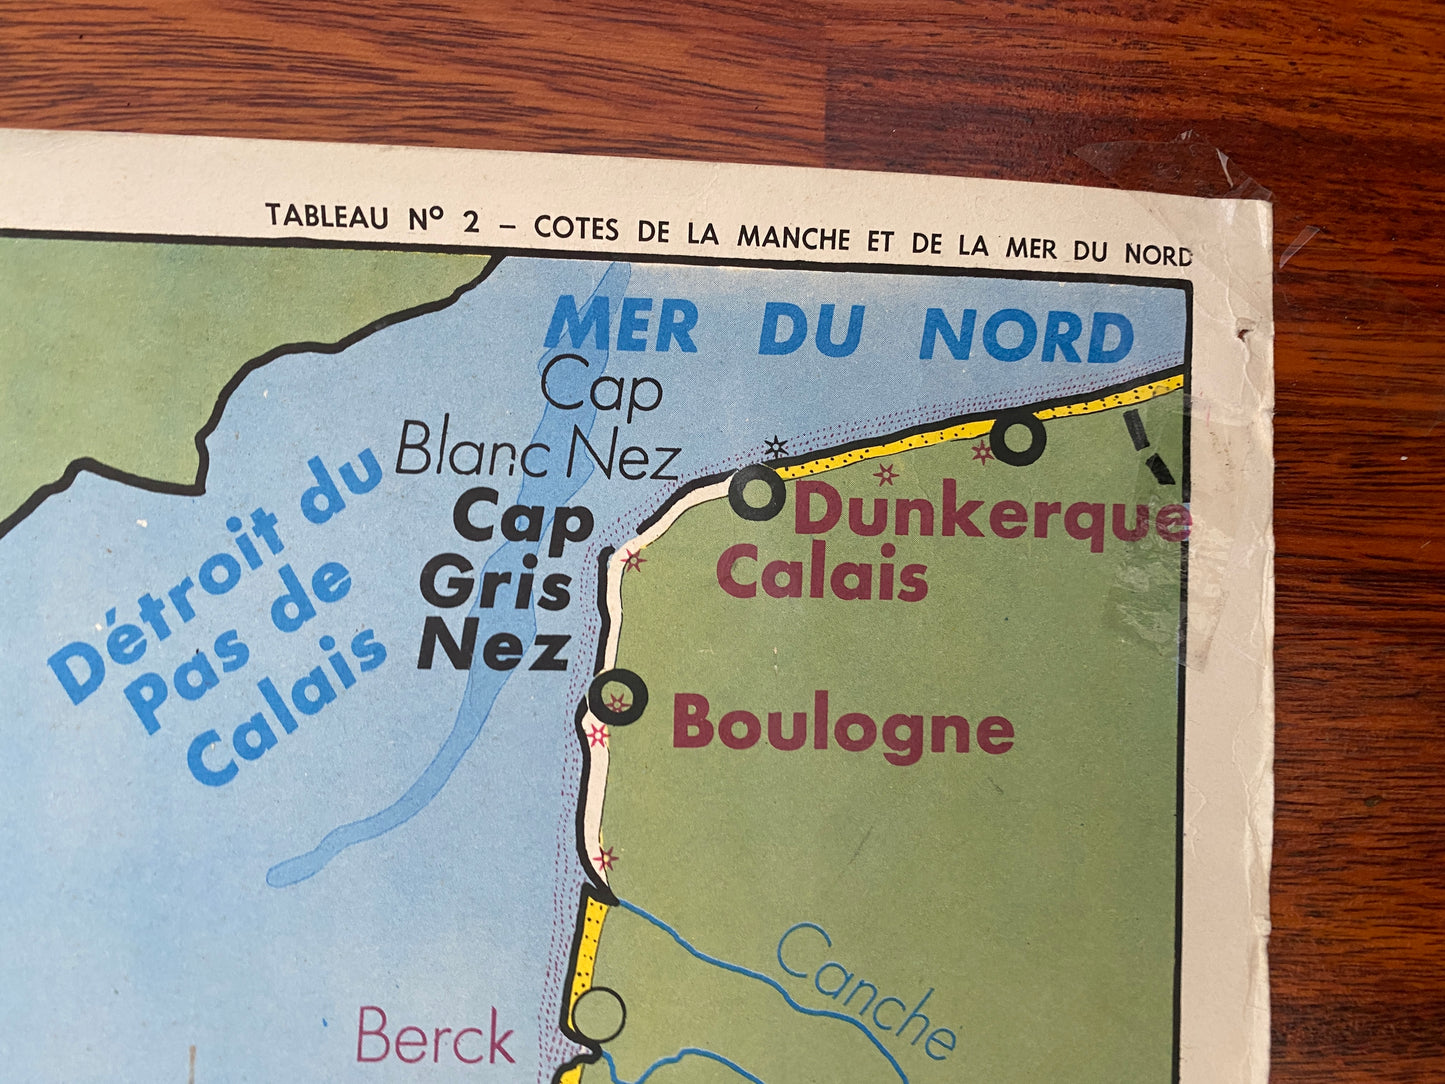 TABLEAU Nº 2 – COTES DE LA MANCHE ET DE LA MER DU NORD
MER DU NORD
Cap
Blanc Nez
Cap
Gris
Nez
Détroit du
Pas de
Calais
Dunkerque
Calais
Boulogne
Canche
Berck